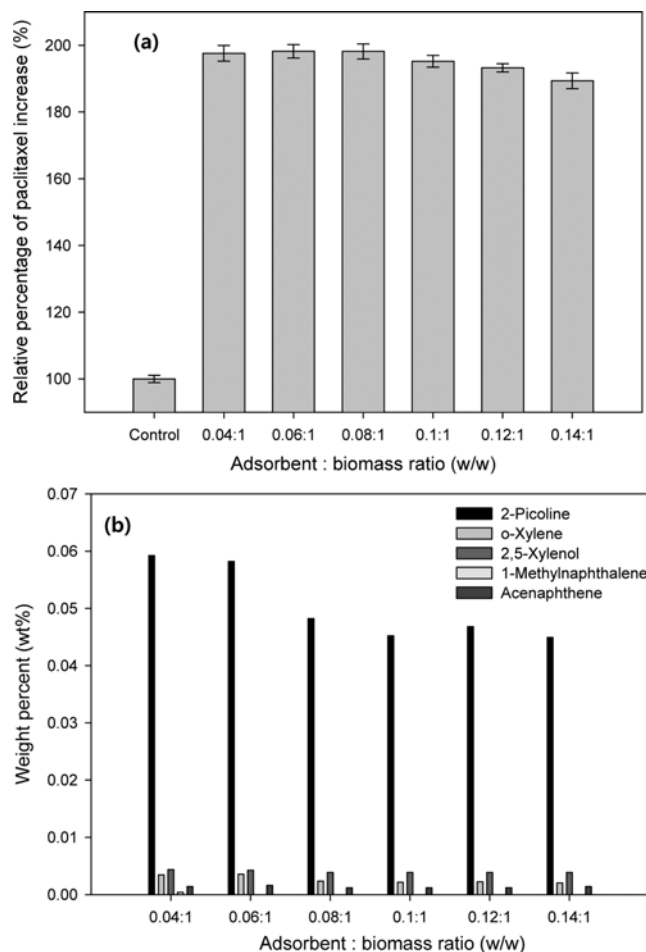 (a)
Relative percentage of paclitaxel increase (%)
200
180
160
140
120
100
Control 0.04:1 0.06:1 0.08:1 0.1:1 0.12:1 0.14:1
Adsorbent : biomass ratio (w/w)
(b)
Weight percent (wt%)
0.07
0.06
0.05
0.04
0.03
0.02
0.01
0.00
2-Picoline
o-Xylene
2,5-Xylenol
1-Methylnaphthalene
Acenaphthene
0.04:1 0.06:1 0.08:1 0.1:1 0.12:1 0.14:1
Adsorbent : biomass ratio (w/w)